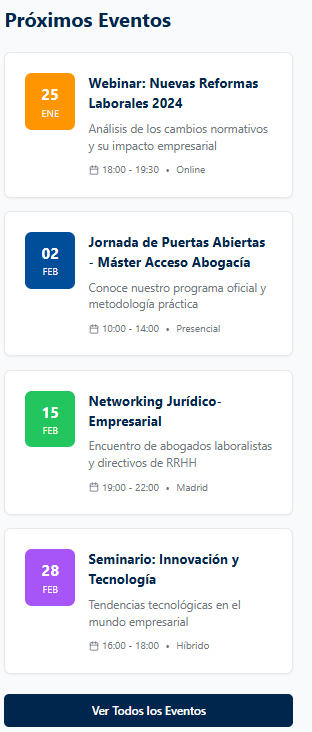 Próximos Eventos
25
ENE
Webinar: Nuevas Reformas
Laborales 2024
Análisis de los cambios normativos
y su impacto empresarial
18:00 - 19:30 • Online
02
FEB
Jornada de Puertas Abiertas
- Máster Acceso Abogacía
Conoce nuestro programa oficial y
metodología práctica
10:00 - 14:00 • Presencial
15
FEB
Networking Jurídico-
Empresarial
Encuentro de abogados laboralistas
y directivos de RRHH
19:00 - 22:00 • Madrid
28
FEB
Seminario: Innovación y
Tecnología
Tendencias tecnológicas en el
mundo empresarial
16:00 - 18:00 • Híbrido
Ver Todos los Eventos